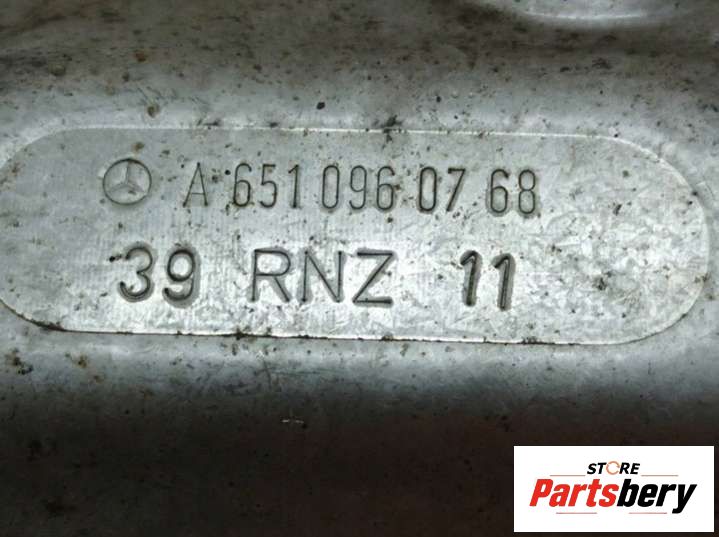 A 651 096 07 68
39 RNZ 11
STORE
Partsbery